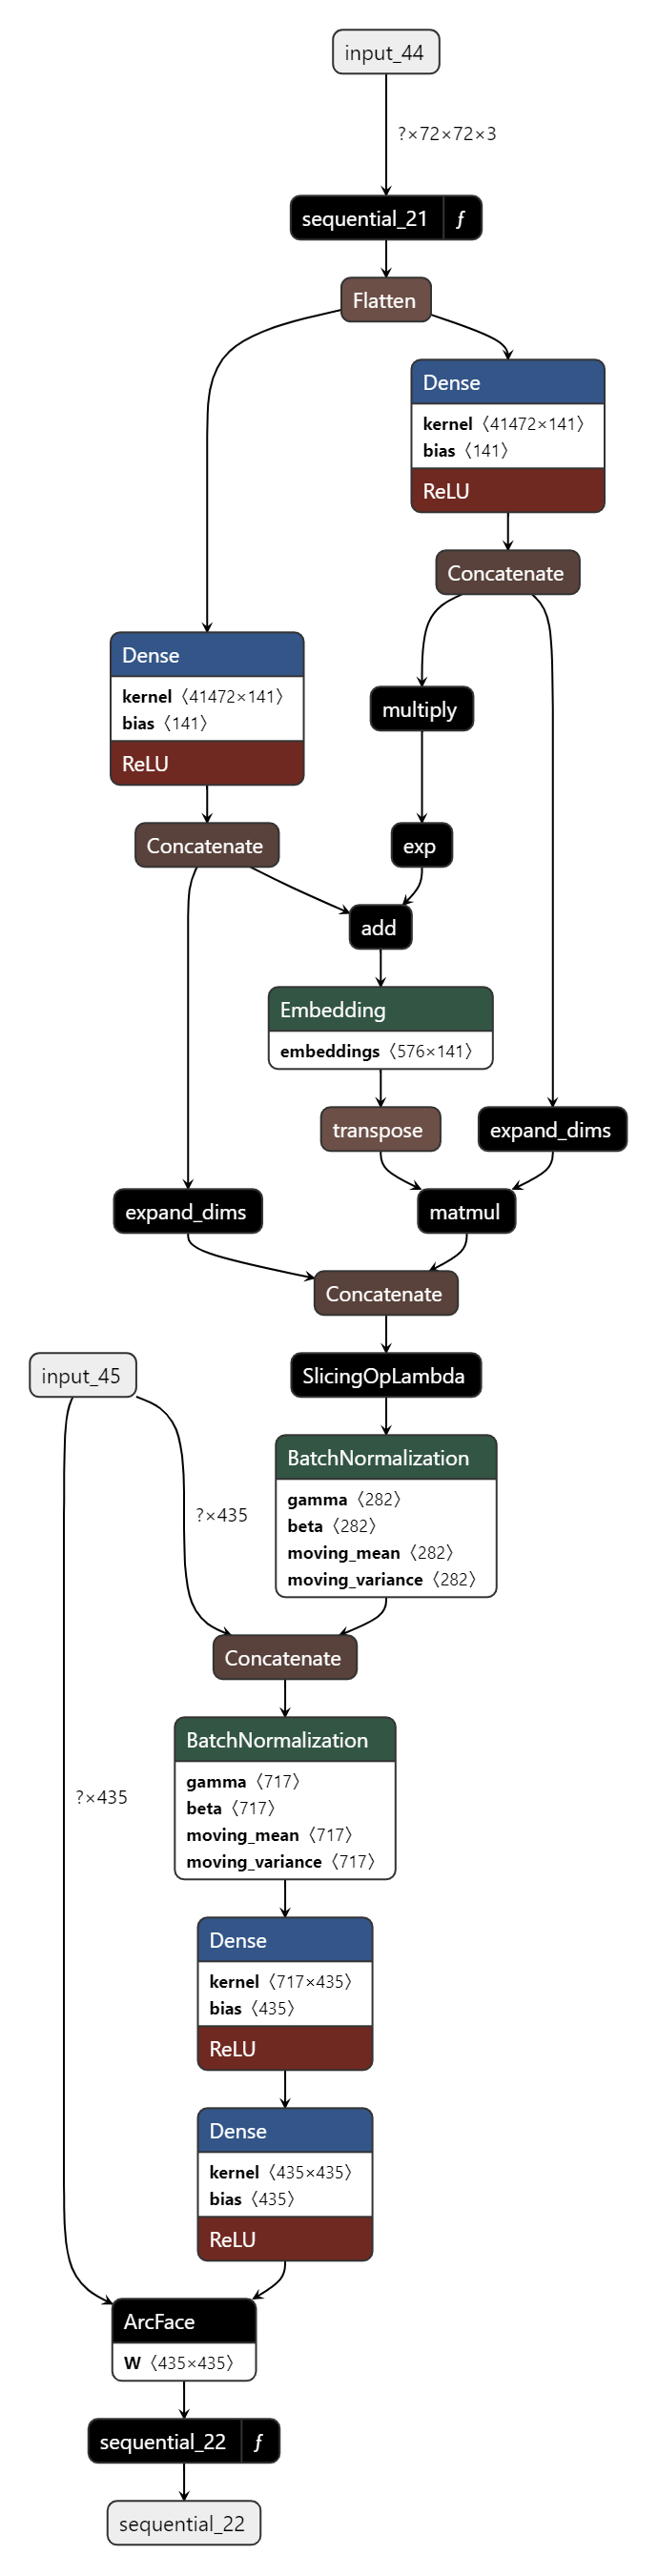 input_44
?×72×72×3
sequential_21 ƒ
Flatten
Dense
kernel 〈41472×141〉
bias 〈141〉
ReLU
Concatenate
Dense
kernel 〈41472×141〉
bias 〈141〉
ReLU
multiply
Concatenate
exp
add
Embedding
embeddings 〈576×141〉
transpose
expand_dims
expand_dims
matmul
Concatenate
input_45
SlicingOpLambda
BatchNormalization
gamma 〈282〉
beta 〈282〉
moving_mean 〈282〉
moving_variance 〈282〉
?×435
Concatenate
BatchNormalization
gamma 〈717〉
beta 〈717〉
moving_mean 〈717〉
moving_variance 〈717〉
?×435
Dense
kernel 〈717×435〉
bias 〈435〉
ReLU
Dense
kernel 〈435×435〉
bias 〈435〉
ReLU
ArcFace
W 〈435×435〉
sequential_22 ƒ
sequential_22